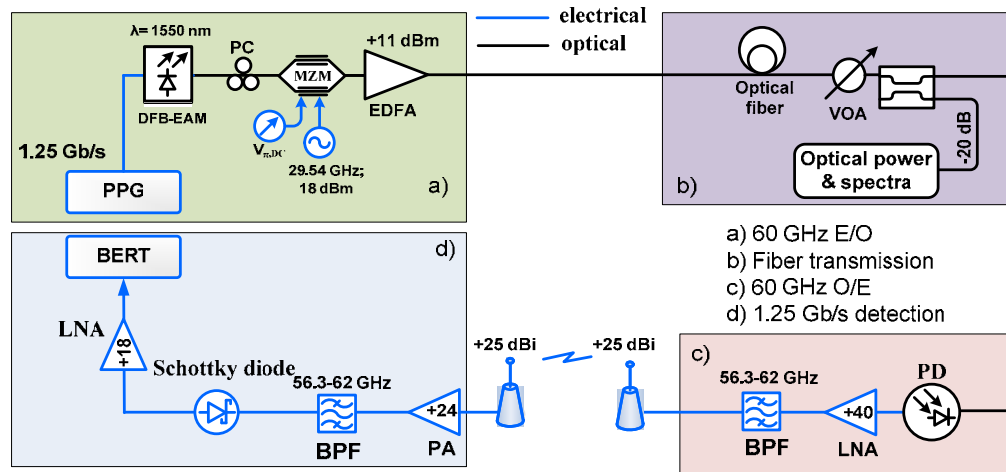 λ= 1550 nm
DFB-EAM
PC
MZM
+11 dBm
EDFA
Vπ,DC
29.54 GHz;
18 dBm
1.25 Gb/s
PPG
a)
electrical
optical
Optical
fiber
VOA
-20 dB
Optical power
& spectra
b)
a) 60 GHz E/O
b) Fiber transmission
c) 60 GHz O/E
d) 1.25 Gb/s detection
d)
BERT
LNA
+18
Schottky diode
56.3-62 GHz
BPF
+24
PA
+25 dBi
+25 dBi
c)
56.3-62 GHz
BPF
+40
LNA
PD